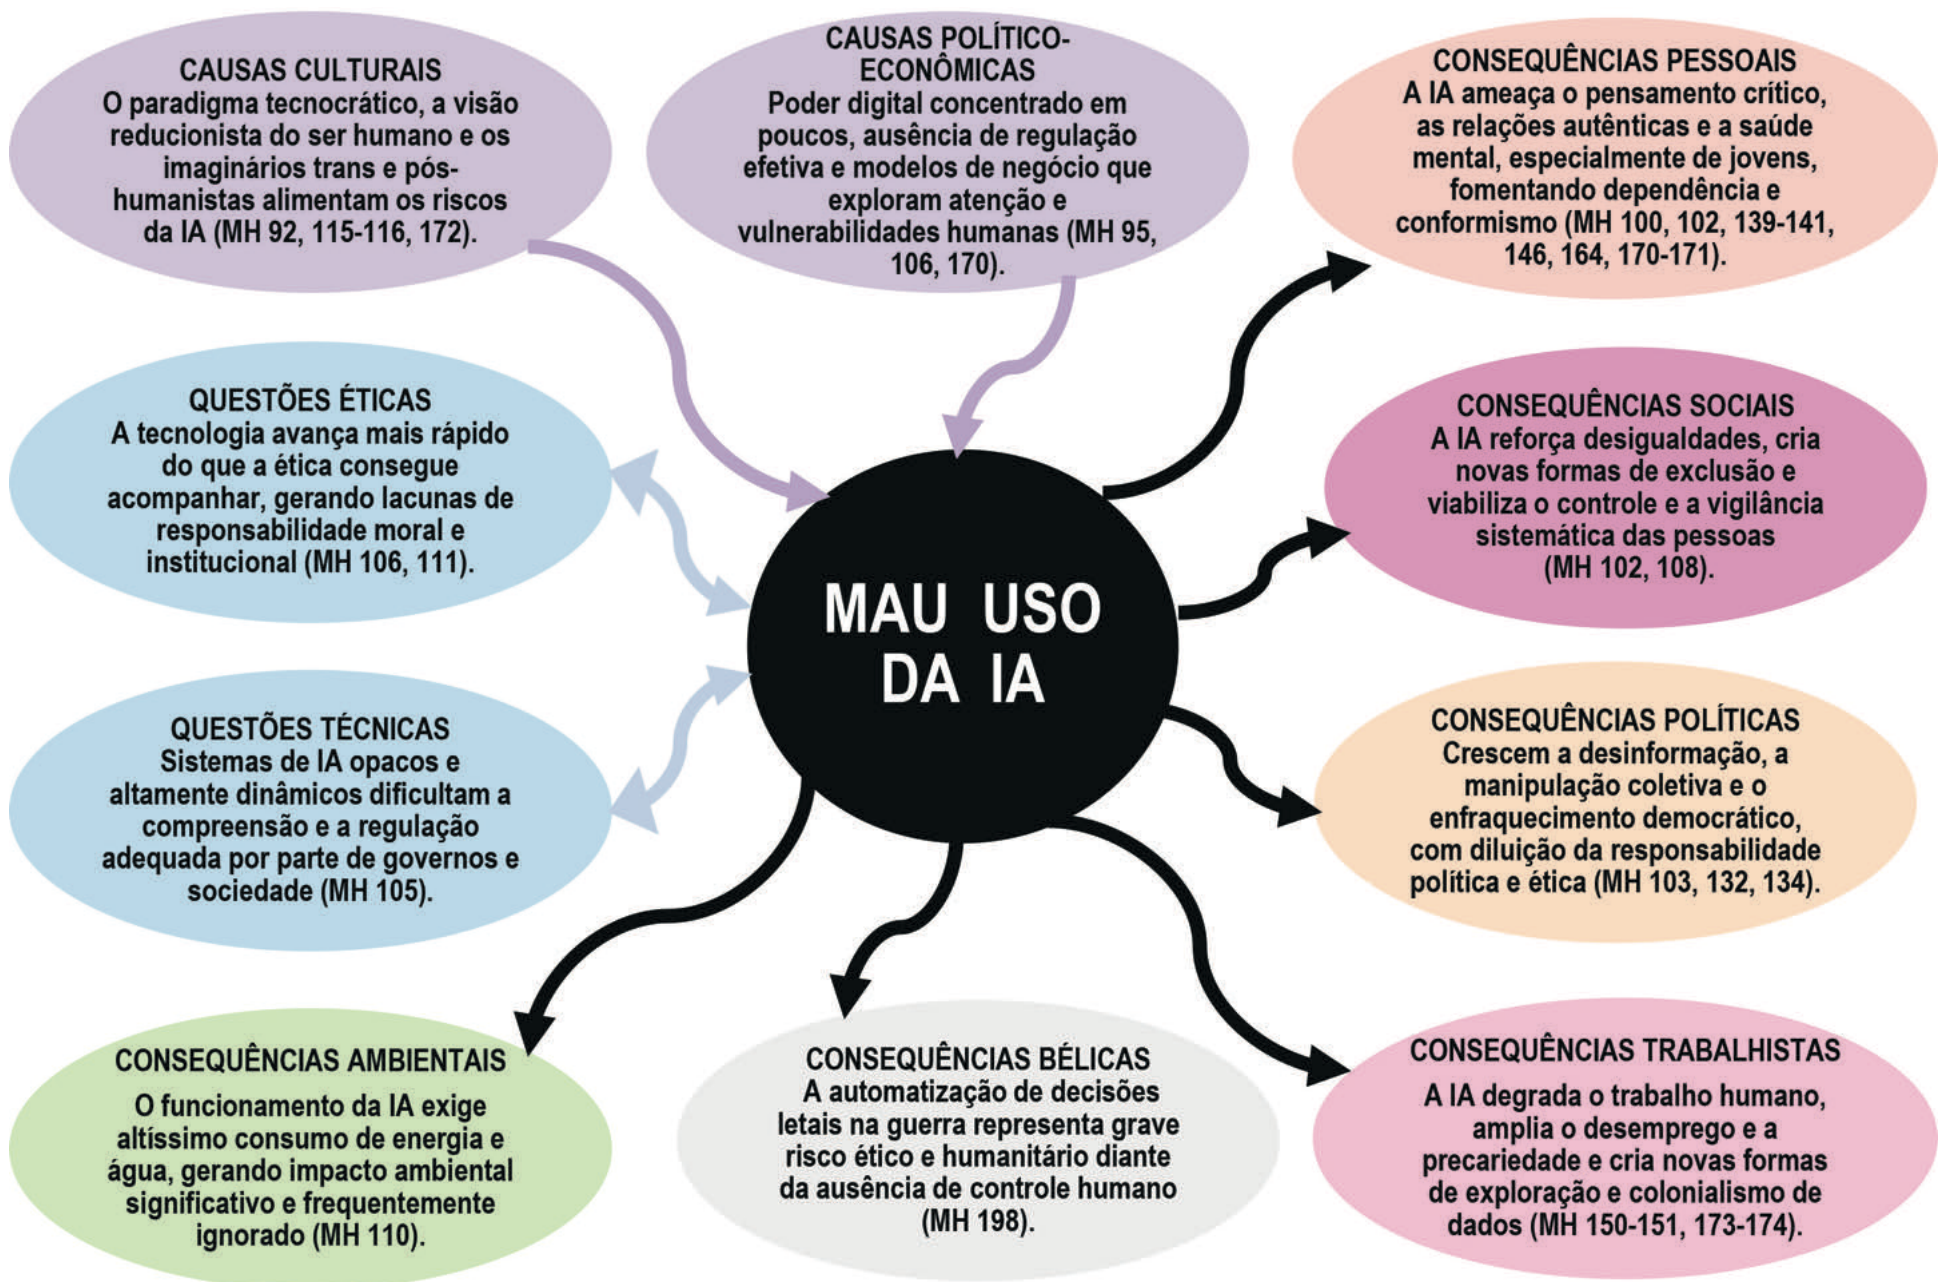 CAUSAS CULTURAIS
O paradigma tecnocrático, a visão
reducionista do ser humano e os
imaginários trans e pós-
humanistas alimentam os riscos
da IA (MH 92, 115-116, 172).
CAUSAS POLÍTICO-
ECONÔMICAS
Poder digital concentrado em
poucos, ausência de regulação
efetiva e modelos de negócio que
exploram atenção e
vulnerabilidades humanas (MH 95,
106, 170).
CONSEQUÊNCIAS PESSOAIS
A IA ameaça o pensamento crítico,
as relações autênticas e a saúde
mental, especialmente de jovens,
fomentando dependência e
conformismo (MH 100, 102, 139-141,
146, 164, 170-171).
QUESTÕES ÉTICAS
A tecnologia avança mais rápido
do que a ética consegue
acompanhar, gerando lacunas de
responsabilidade moral e
institucional (MH 106, 111).
CONSEQUÊNCIAS SOCIAIS
A IA reforça desigualdades, cria
novas formas de exclusão e
viabiliza o controle e a vigilância
sistemática das pessoas
(MH 102, 108).
MAU USO
DA IA
QUESTÕES TÉCNICAS
Sistemas de IA opacos e
altamente dinâmicos dificultam a
compreensão e a regulação
adequada por parte de governos e
sociedade (MH 105).
CONSEQUÊNCIAS POLÍTICAS
Crescem a desinformação, a
manipulação coletiva e o
enfraquecimento democrático,
com diluição da responsabilidade
política e ética (MH 103, 132, 134).
CONSEQUÊNCIAS AMBIENTAIS
O funcionamento da IA exige
altíssimo consumo de energia e
água, gerando impacto ambiental
significativo e frequentemente
ignorado (MH 110).
CONSEQUÊNCIAS BÉLICAS
A automatização de decisões
letais na guerra representa grave
risco ético e humanitário diante
da ausência de controle humano
(MH 198).
CONSEQUÊNCIAS TRABALHISTAS
A IA degrada o trabalho humano,
amplia o desemprego e a
precariedade e cria novas formas
de exploração e colonialismo de
dados (MH 150-151, 173-174).